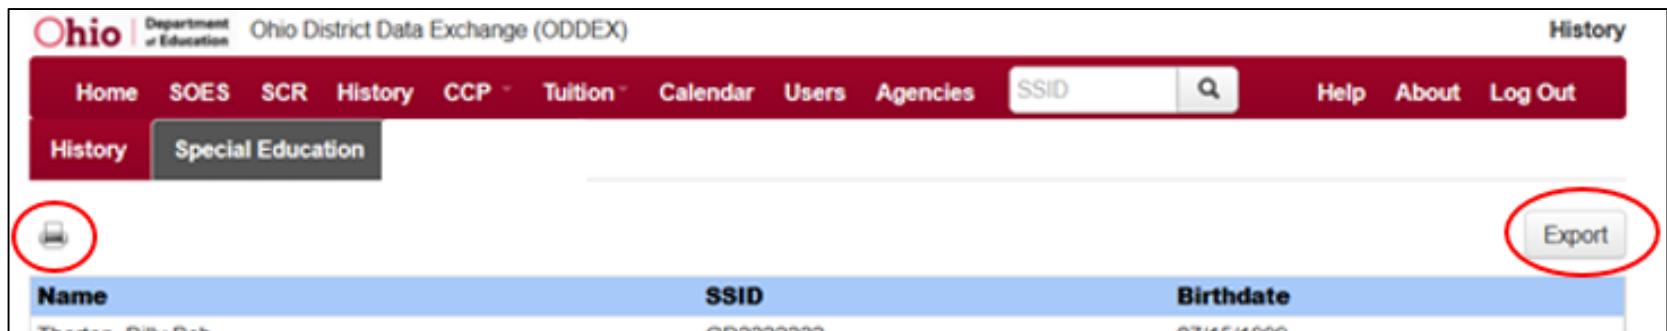 Ohio Department of Education Ohio District Data Exchange (ODDEX) History
Home SOES SCR History CCP Tuition Calendar Users Agencies SSID Help About Log Out
History Special Education
Export
Name SSID Birthdate